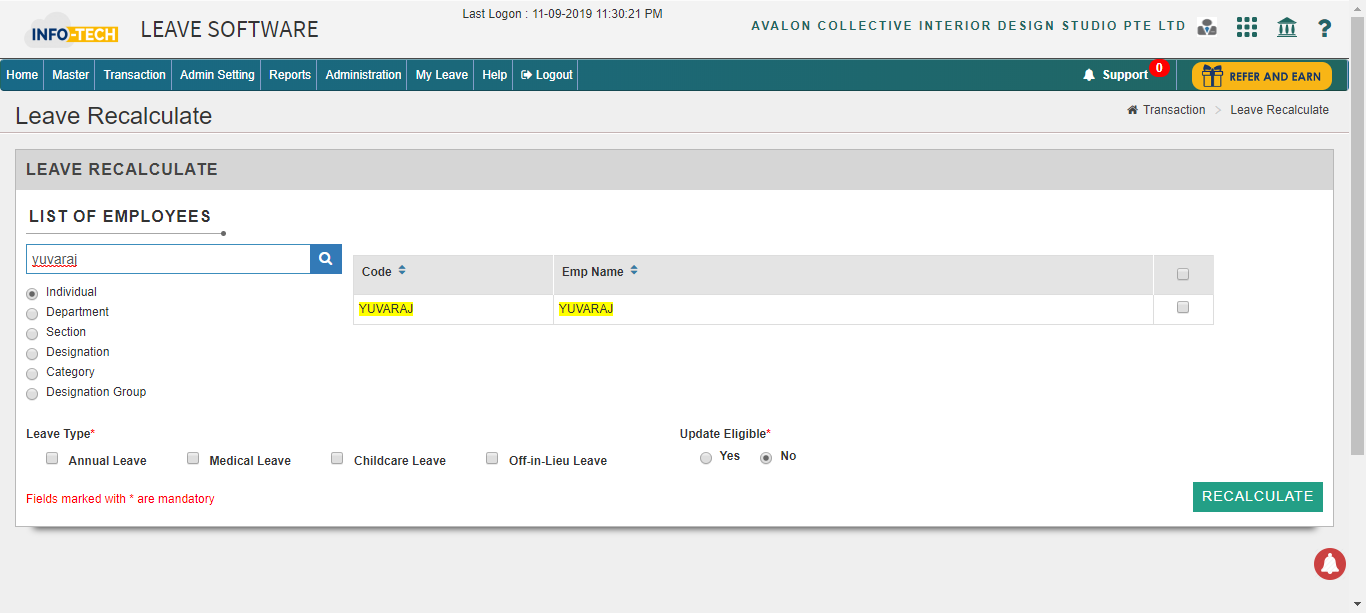 Last Logon : 11-09-2019 11:30:21 PM
INFO-TECH LEAVE SOFTWARE
AVALON COLLECTIVE INTERIOR DESIGN STUDIO PTE LTD
?
Home Master Transaction Admin Setting Reports Administration My Leave Help Logout Support 0 REFER AND EARN
Leave Recalculate
Transaction > Leave Recalculate
LEAVE RECALCULATE
LIST OF EMPLOYEES
yuvaraj
Code Emp Name
YUVARAJ YUVARAJ
Individual
Department
Section
Designation
Category
Designation Group
Leave Type* Update Eligible*
Annual Leave Medical Leave Childcare Leave Off-in-Lieu Leave Yes No
Fields marked with * are mandatory
RECALCULATE